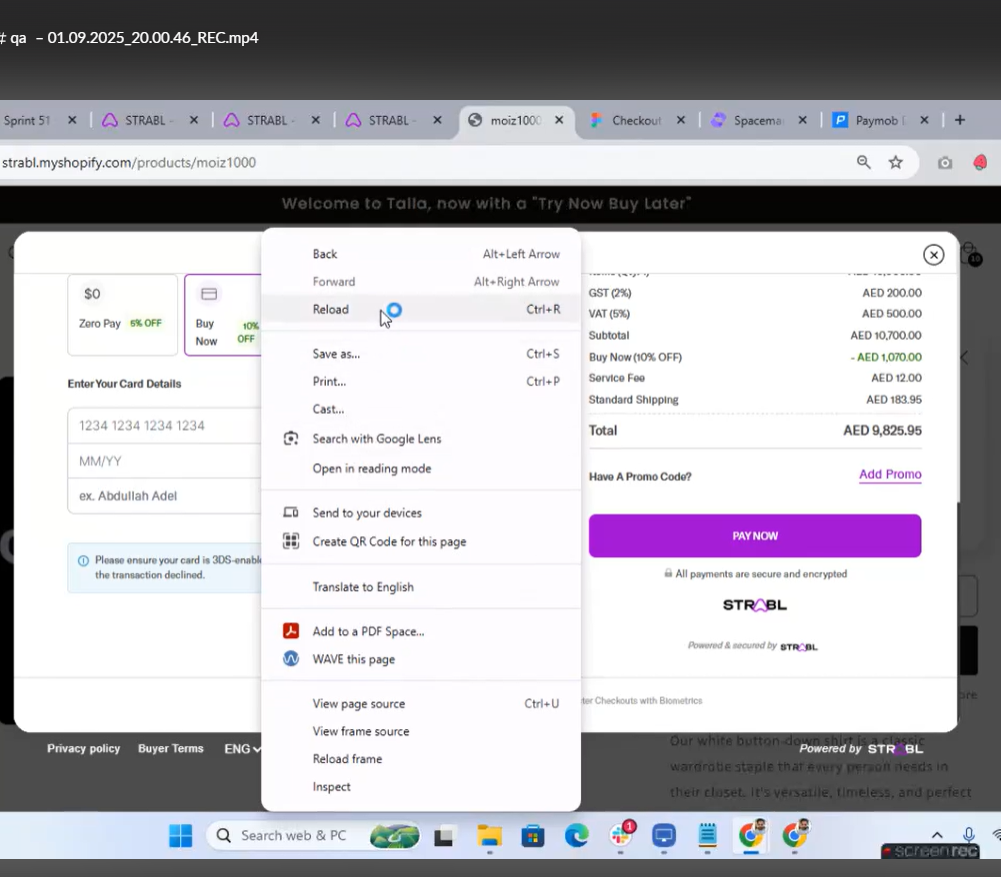 # qa – 01.09.2025_20.00.46_REC.mp4
Sprint 51
STRABL -
STRABL -
STRABL -
moiz1000
Checkout
Spacema
Paymob
strabl.myshopify.com/products/moiz1000
Welcome to Talla, now with a "Try Now Buy Later"
$0
Zero Pay 5% OFF
Buy Now 10% OFF
Enter Your Card Details
1234 1234 1234 1234
MM/YY
ex. Abdullah Adel
Please ensure your card is 3DS-enabl
the transaction declined.
Back Alt+Left Arrow
Forward Alt+Right Arrow
Reload Ctrl+R
Save as... Ctrl+S
Print... Ctrl+P
Cast...
Search with Google Lens
Open in reading mode
Send to your devices
Create QR Code for this page
Translate to English
Add to a PDF Space...
WAVE this page
View page source Ctrl+U
View frame source
Reload frame
Inspect
GST (2%) AED 200.00
VAT (5%) AED 500.00
Subtotal AED 10,700.00
Buy Now (10% OFF) - AED 1,070.00
Service Fee AED 12.00
Standard Shipping AED 183.95
Total AED 9,825.95
Have A Promo Code? Add Promo
PAY NOW
All payments are secure and encrypted
STRABL
Powered & secured by STRABL
ter Checkouts with Biometrics
Privacy policy Buyer Terms ENG
Powered by STRABL
Our white button-down shirt is a classic
wardrobe staple that every person needs in
their closet. It's versatile, timeless, and perfect
Search web & PC
1
screenrec